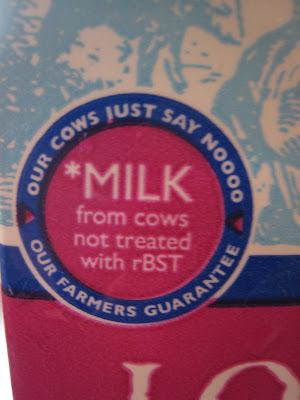 OUR COWS JUST SAY NOOOO
*MILK
from cows
not treated
with rBST
OUR FARMERS GUARANTEE